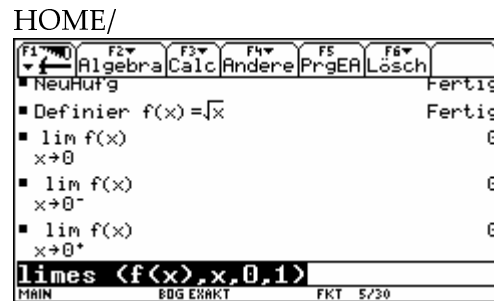 HOME/
F1 F2 F3 F4 F5 F6
Algebra Calc Andere PrgEA Lösch
▪NeuAufg Fertig
▪Definier f(x)=√x Fertig
▪ lim f(x) 0
x→0
▪ lim f(x) 0
x→0⁻
▪ lim f(x) 0
x→0⁺
limes (f(x),x,0,1)
MAIN BOG EXAKT FKT 5/30